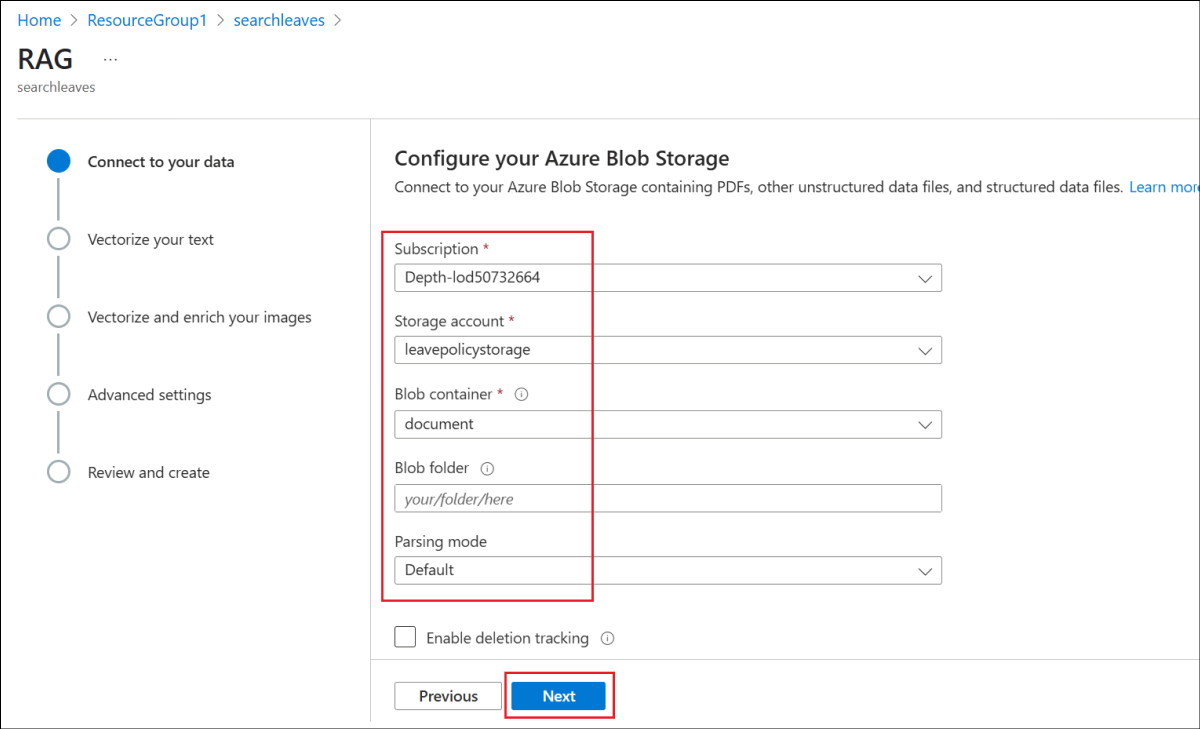 Home > ResourceGroup1 > searchleaves >
RAG ...
searchleaves
Connect to your data
Vectorize your text
Vectorize and enrich your images
Advanced settings
Review and create
Configure your Azure Blob Storage
Connect to your Azure Blob Storage containing PDFs, other unstructured data files, and structured data files. Learn more
Subscription *
Depth-lod50732664
Storage account *
leavepolicystorage
Blob container *
document
Blob folder
your/folder/here
Parsing mode
Default
Enable deletion tracking
Previous Next